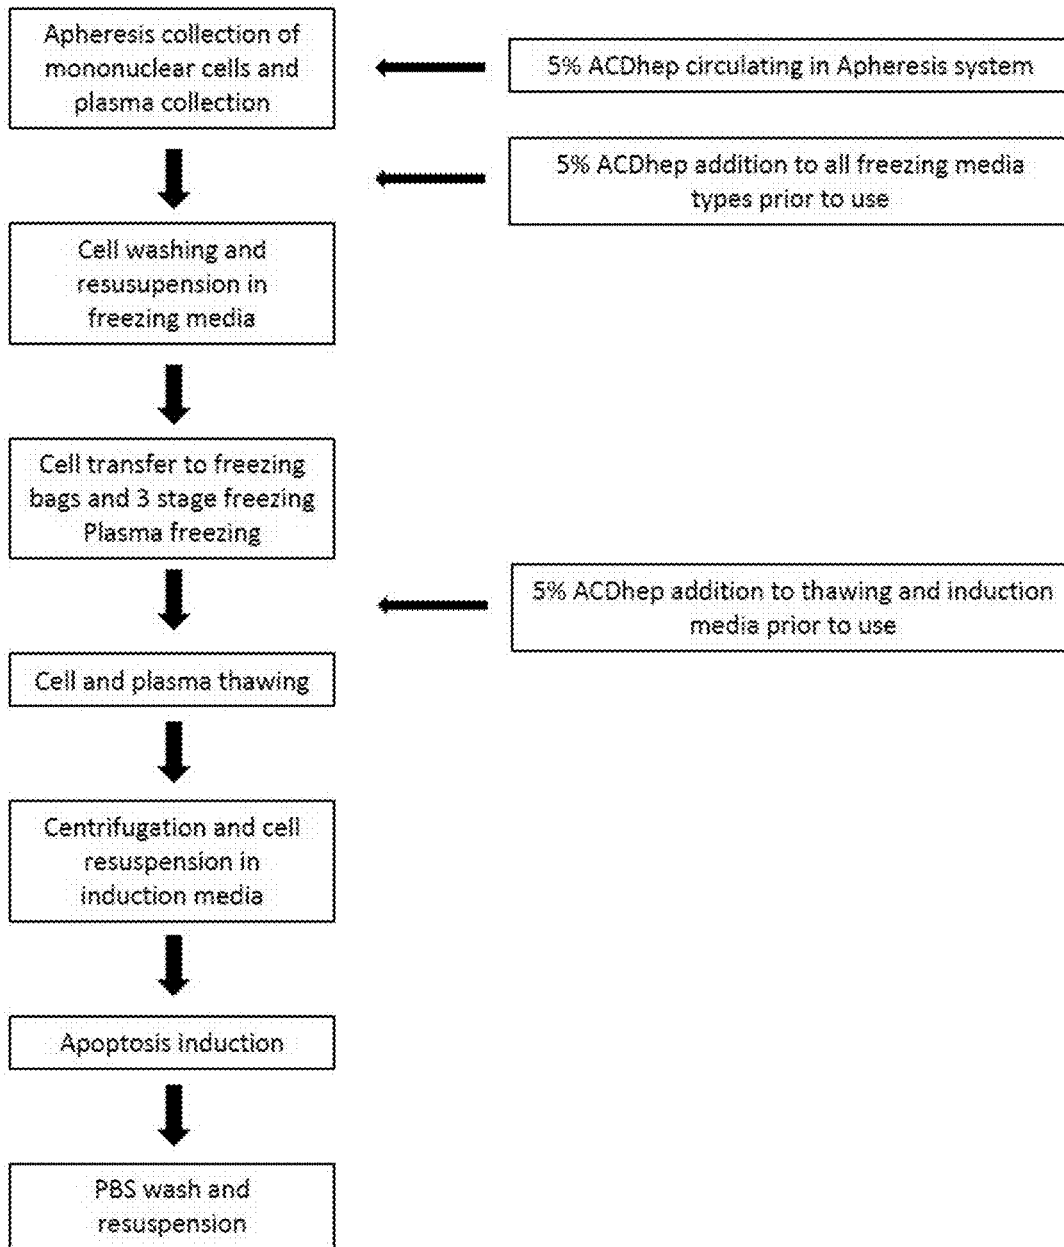 Apheresis collection of
mononuclear cells and
plasma collection
5% ACDhep circulating in Apheresis system
5% ACDhep addition to all freezing media
types prior to use
Cell washing and
resusupension in
freezing media
Cell transfer to freezing
bags and 3 stage freezing
Plasma freezing
5% ACDhep addition to thawing and induction
media prior to use
Cell and plasma thawing
Centrifugation and cell
resuspension in
induction media
Apoptosis induction
PBS wash and
resuspension